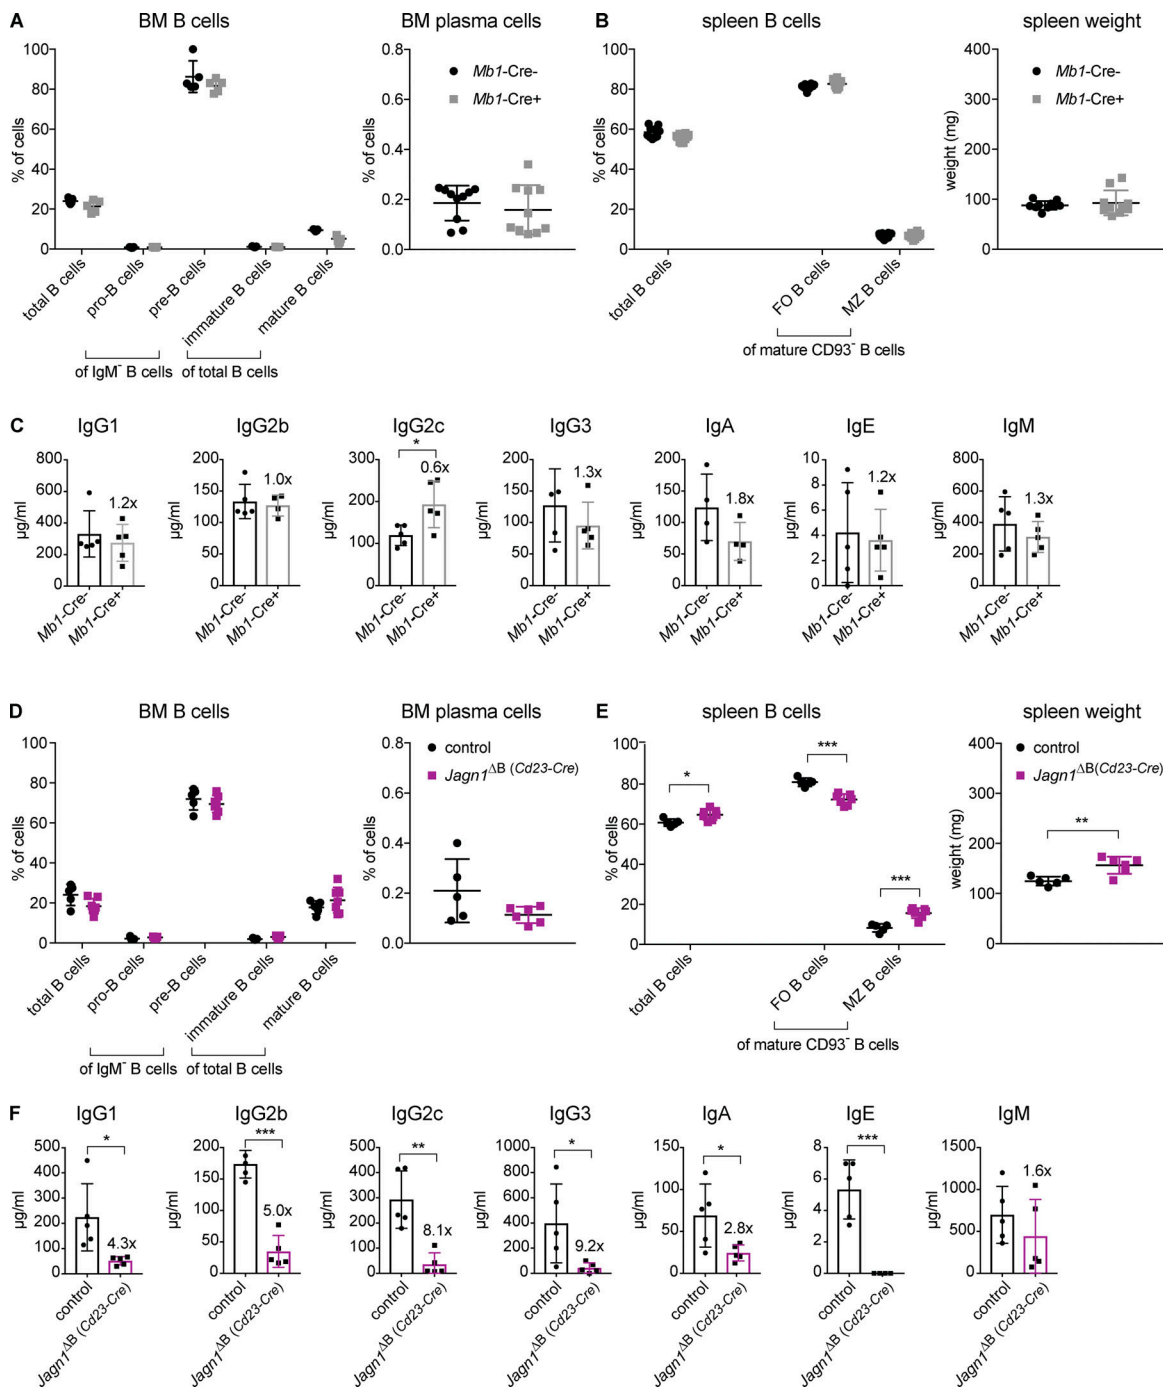 A
BM B cells
% of cells
100
80
60
40
20
0
total B cells
pro-B cells
pre-B cells
immature B cells
mature B cells
of IgM⁻ B cells
of total B cells
BM plasma cells
% of cells
0.8
0.6
0.4
0.2
0.0
Mb1-Cre-
Mb1-Cre+
B
spleen B cells
% of cells
100
80
60
40
20
0
total B cells
FO B cells
MZ B cells
of mature CD93⁻ B cells
spleen weight
weight (mg)
400
300
200
100
0
Mb1-Cre-
Mb1-Cre+
C
IgG1
µg/ml
800
600
400
200
0
1.2x
Mb1-Cre-
Mb1-Cre+
IgG2b
µg/ml
200
150
100
50
0
1.0x
Mb1-Cre-
Mb1-Cre+
IgG2c
µg/ml
300
200
100
0
*
0.6x
Mb1-Cre-
Mb1-Cre+
IgG3
µg/ml
200
150
100
50
0
1.3x
Mb1-Cre-
Mb1-Cre+
IgA
µg/ml
200
150
100
50
0
1.8x
Mb1-Cre-
Mb1-Cre+
IgE
µg/ml
10
8
6
4
2
0
1.2x
Mb1-Cre-
Mb1-Cre+
IgM
µg/ml
800
600
400
200
0
1.3x
Mb1-Cre-
Mb1-Cre+
D
BM B cells
% of cells
100
80
60
40
20
0
total B cells
pro-B cells
pre-B cells
immature B cells
mature B cells
of IgM⁻ B cells
of total B cells
BM plasma cells
% of cells
0.8
0.6
0.4
0.2
0.0
control
Jagn1ΔB (Cd23-Cre)
E
spleen B cells
% of cells
100
80
60
40
20
0
*
***
***
total B cells
FO B cells
MZ B cells
of mature CD93⁻ B cells
spleen weight
weight (mg)
400
300
200
100
0
control
Jagn1ΔB(Cd23-Cre)
**
F
IgG1
µg/ml
500
400
300
200
100
0
*
4.3x
control
Jagn1ΔB (Cd23-Cre)
IgG2b
µg/ml
200
150
100
50
0
***
5.0x
control
Jagn1ΔB (Cd23-Cre)
IgG2c
µg/ml
500
400
300
200
100
0
**
8.1x
control
Jagn1ΔB (Cd23-Cre)
IgG3
µg/ml
1000
800
600
400
200
0
*
9.2x
control
Jagn1ΔB (Cd23-Cre)
IgA
µg/ml
150
100
50
0
*
2.8x
control
Jagn1ΔB (Cd23-Cre)
IgE
µg/ml
8
6
4
2
0
***
control
Jagn1ΔB (Cd23-Cre)
IgM
µg/ml
1500
1000
500
0
1.6x
control
Jagn1ΔB (Cd23-Cre)